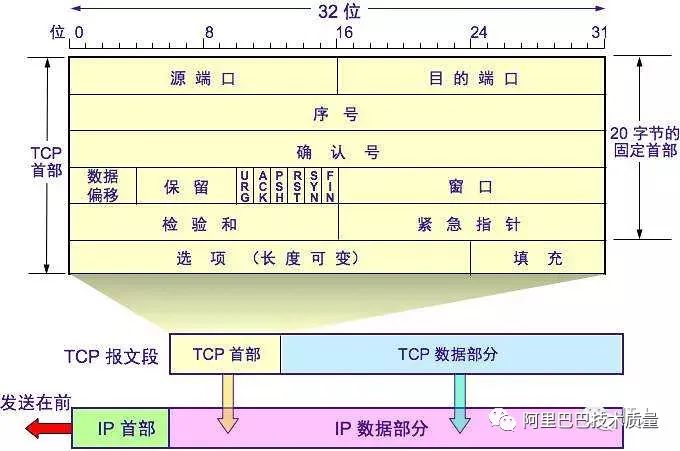 32 位
位 0 8 16 24 31
源 端 口 目 的 端 口
序 号
确 认 号
TCP
首部
20 字节的
固定首部
数据
偏移
保 留
URG
ACK
PSH
RST
SYN
FIN
窗 口
检 验 和 紧 急 指 针
选 项 （长 度 可 变） 填 充
TCP 报文段 TCP 首部 TCP 数据部分
发送在前
IP 首部 IP 数据部分
阿里巴巴技术质量